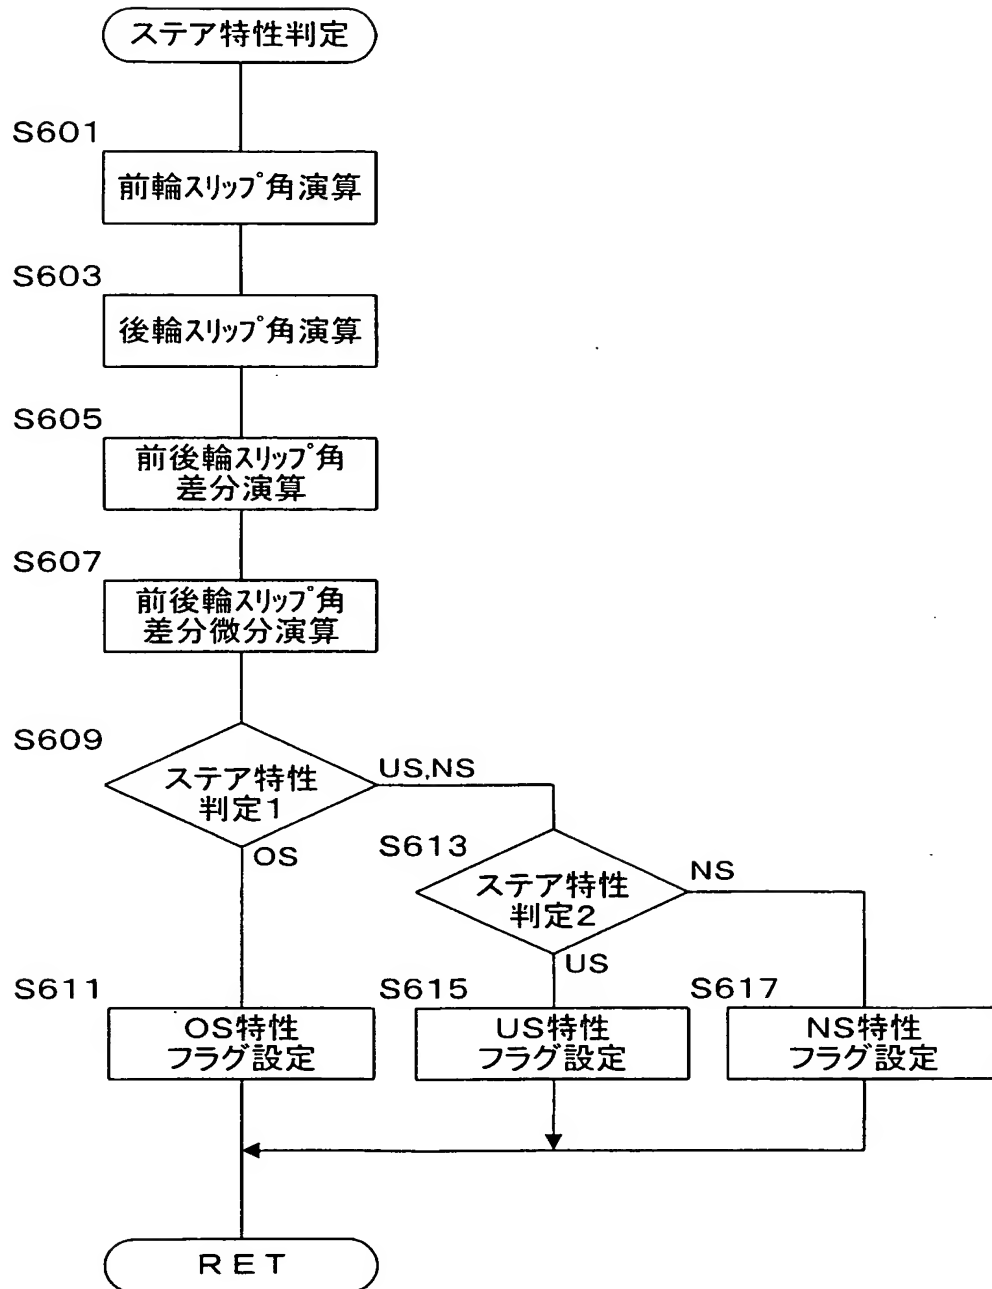 ステア特性判定
S601
前輪スリップ角演算
S603
後輪スリップ角演算
S605
前後輪スリップ角
差分演算
S607
前後輪スリップ角
差分微分演算
S609
ステア特性
判定1
US,NS
OS
S613
ステア特性
判定2
NS
US
S611
OS特性
フラグ設定
S615
US特性
フラグ設定
S617
NS特性
フラグ設定
RET